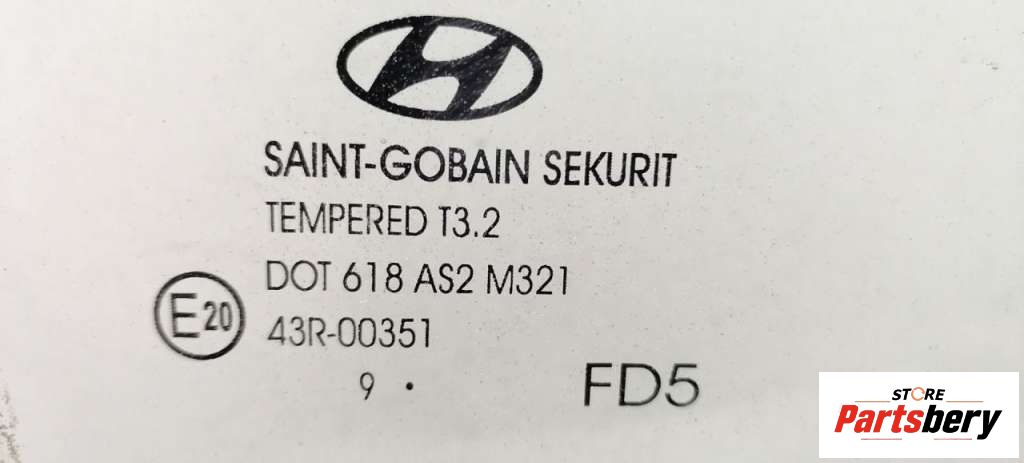 SAINT-GOBAIN SEKURIT
TEMPERED T3.2
DOT 618 AS2 M321
E20
43R-00351
9 .
FD5
STORE
Partsbery